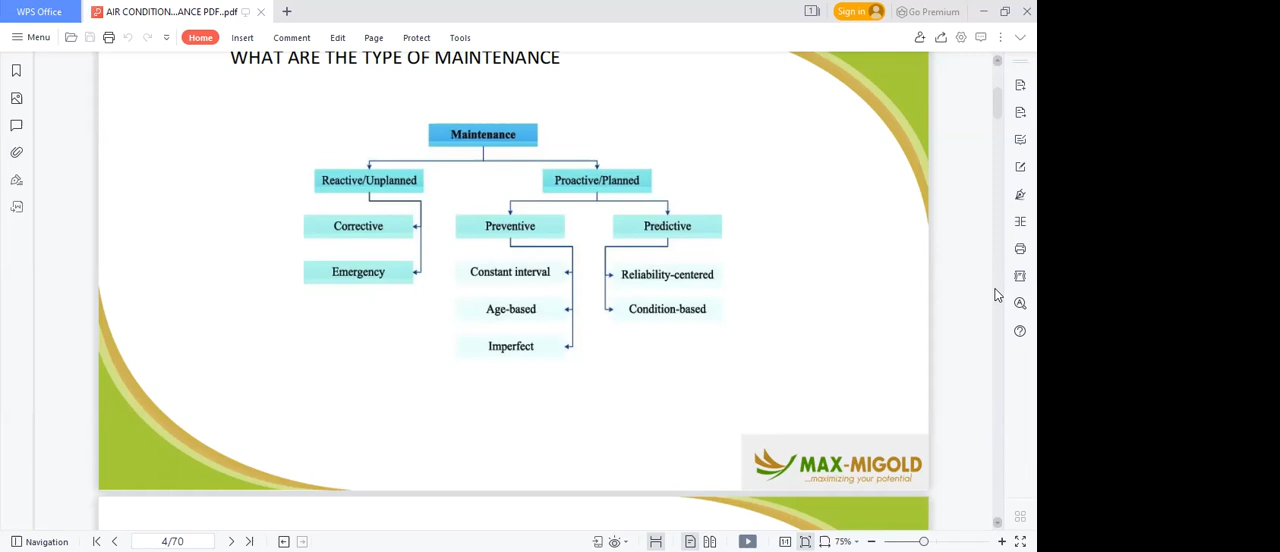 WPS Office
AIR CONDITION...ANCE PDF..pdf
1
Sign in
Go Premium
Menu
Home
Insert
Comment
Edit
Page
Protect
Tools
WHAT ARE THE TYPE OF MAINTENANCE
Maintenance
Reactive/Unplanned
Proactive/Planned
Corrective
Preventive
Predictive
Emergency
Constant interval
Reliability-centered
Age-based
Condition-based
Imperfect
MAX-MIGOLD
...maximizing your potential
Navigation
4/70
75%